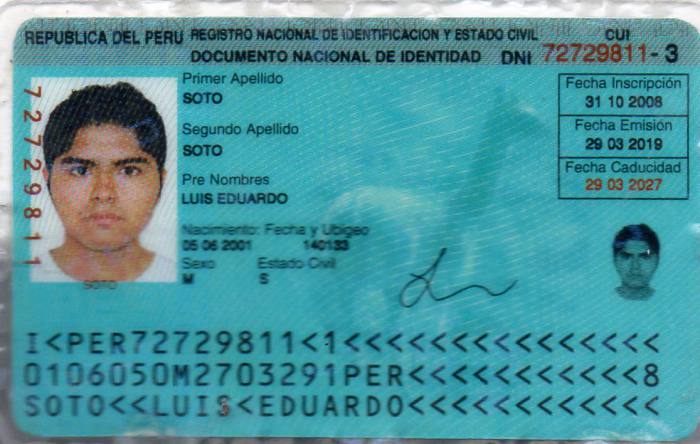 REPUBLICA DEL PERU REGISTRO NACIONAL DE IDENTIFICACION Y ESTADO CIVIL CUI
DOCUMENTO NACIONAL DE IDENTIDAD DNI 72729811-3
Primer Apellido
SOTO
Segundo Apellido
SOTO
Pre Nombres
LUIS EDUARDO
Nacimiento: Fecha y Ubigeo
05 06 2001 140133
Sexo Estado Civil
M S
Fecha Inscripción
31 10 2008
Fecha Emisión
29 03 2019
Fecha Caducidad
29 03 2027
72729811
SOTO
I<PER72729811<1<<<<<<<<<<<<<<<
0106050M2703291PER<<<<<<<<<<<8
SOTO<<LUIS<EDUARDO<<<<<<<<<<<<